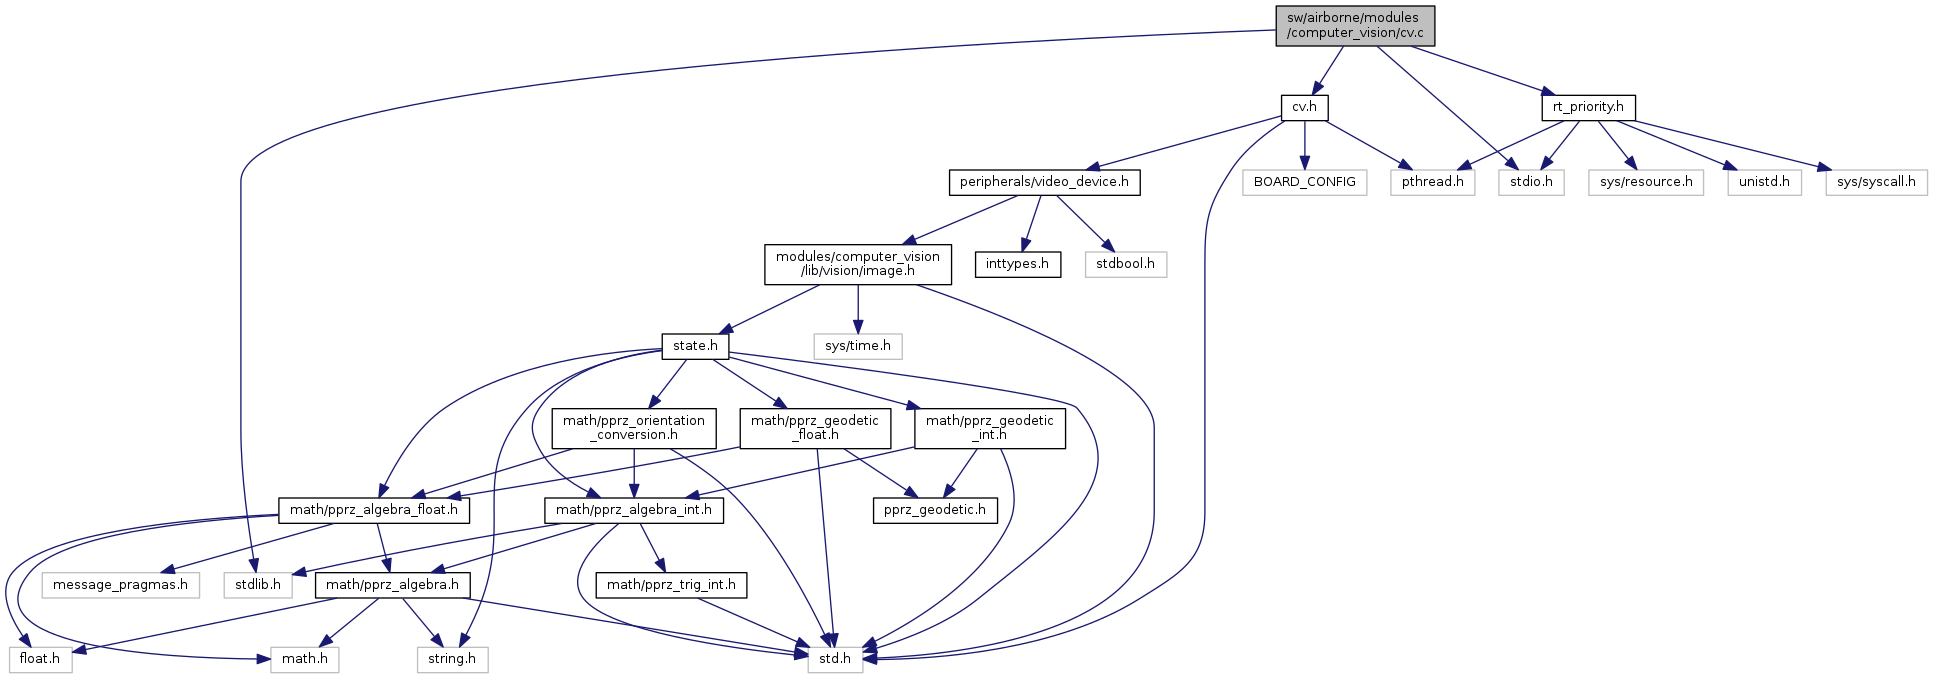 sw/airborne/modules
/computer_vision/cv.c
cv.h
rt_priority.h
peripherals/video_device.h
BOARD_CONFIG
pthread.h
stdio.h
sys/resource.h
unistd.h
sys/syscall.h
modules/computer_vision
/lib/vision/image.h
inttypes.h
stdbool.h
state.h
sys/time.h
math/pprz_orientation
_conversion.h
math/pprz_geodetic
_float.h
math/pprz_geodetic
_int.h
math/pprz_algebra_float.h
math/pprz_algebra_int.h
pprz_geodetic.h
message_pragmas.h
stdlib.h
math/pprz_algebra.h
math/pprz_trig_int.h
float.h
math.h
string.h
std.h